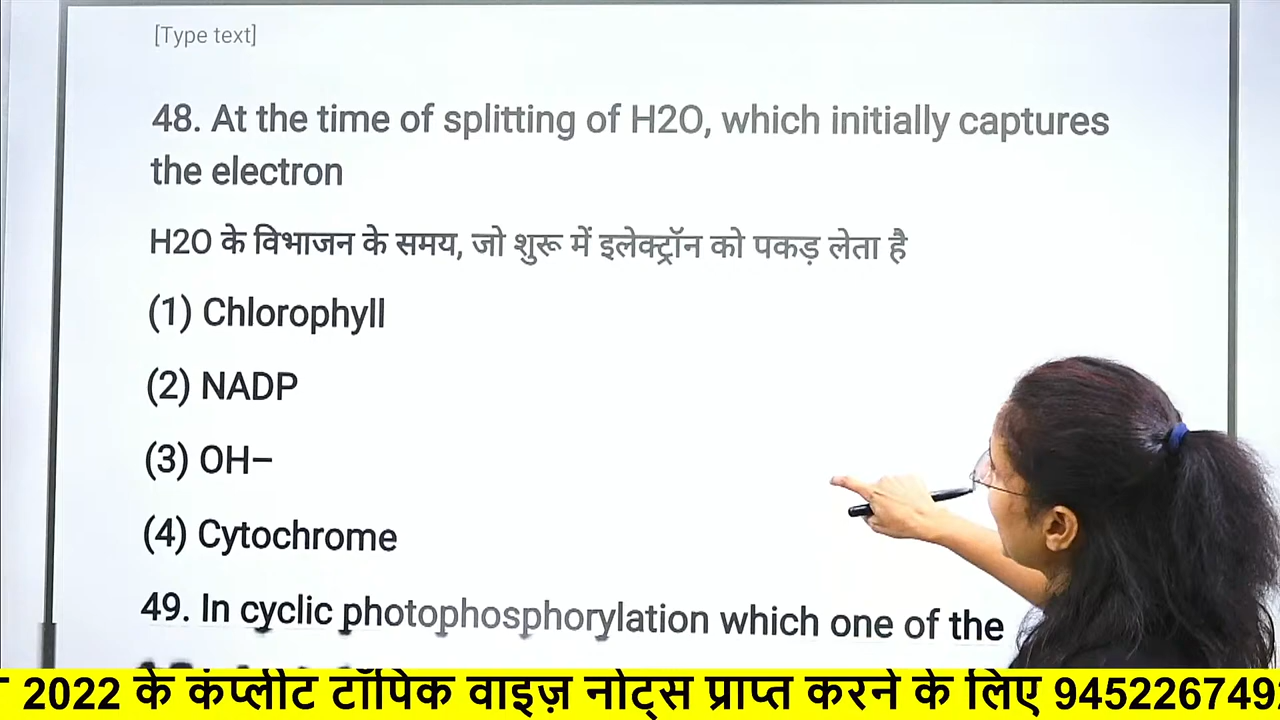 [Type text]
48. At the time of splitting of H2O, which initially captures
the electron
H2O के विभाजन के समय, जो शुरू में इलेक्ट्रॉन को पकड़ लेता है
(1) Chlorophyll
(2) NADP
(3) OH–
(4) Cytochrome
49. In cyclic photophosphorylation which one of the
2022 के कंप्लीट टॉपिक वाइज़ नोट्स प्राप्त करने के लिए 945226749